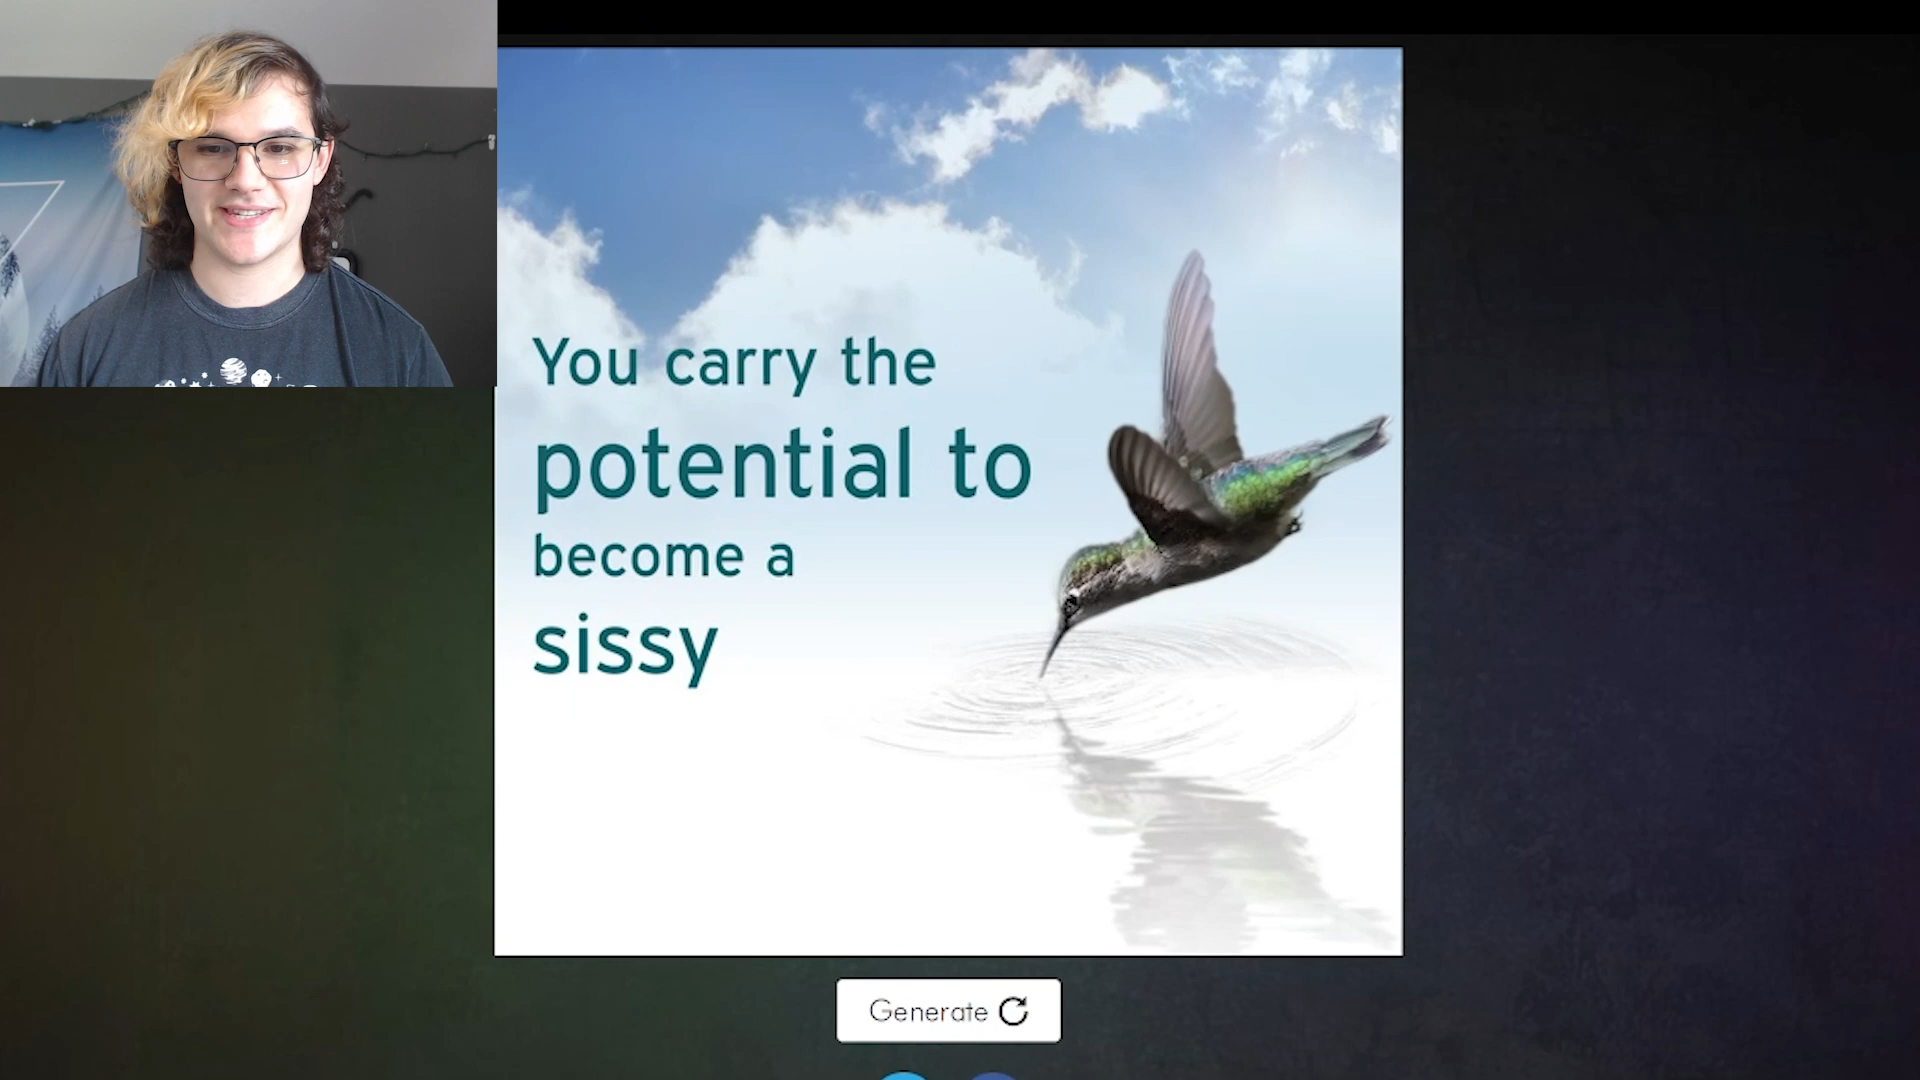 You carry the
potential to
become a
sissy
Generate